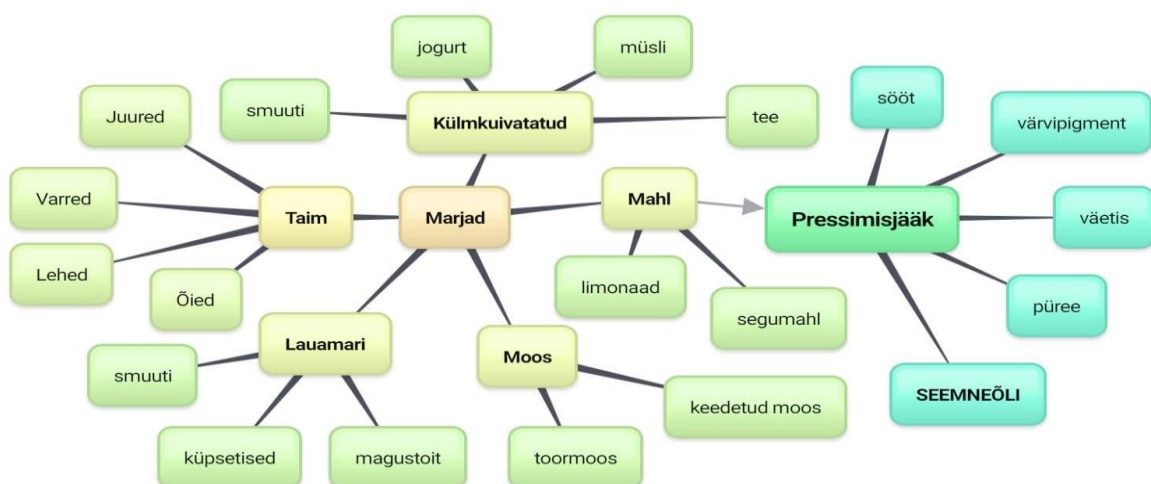 jogurt
müsli
sööt
Juured
smuuti
Külmkuivatatud
tee
värvipigment
Varred
Taim
Marjad
Mahl
Pressimisjääk
väetis
Lehed
Õied
limonaad
segumahl
püree
Lauamari
Moos
smuuti
keedetud moos
SEEMNEÕLI
küpsetised
magustoit
toormoos